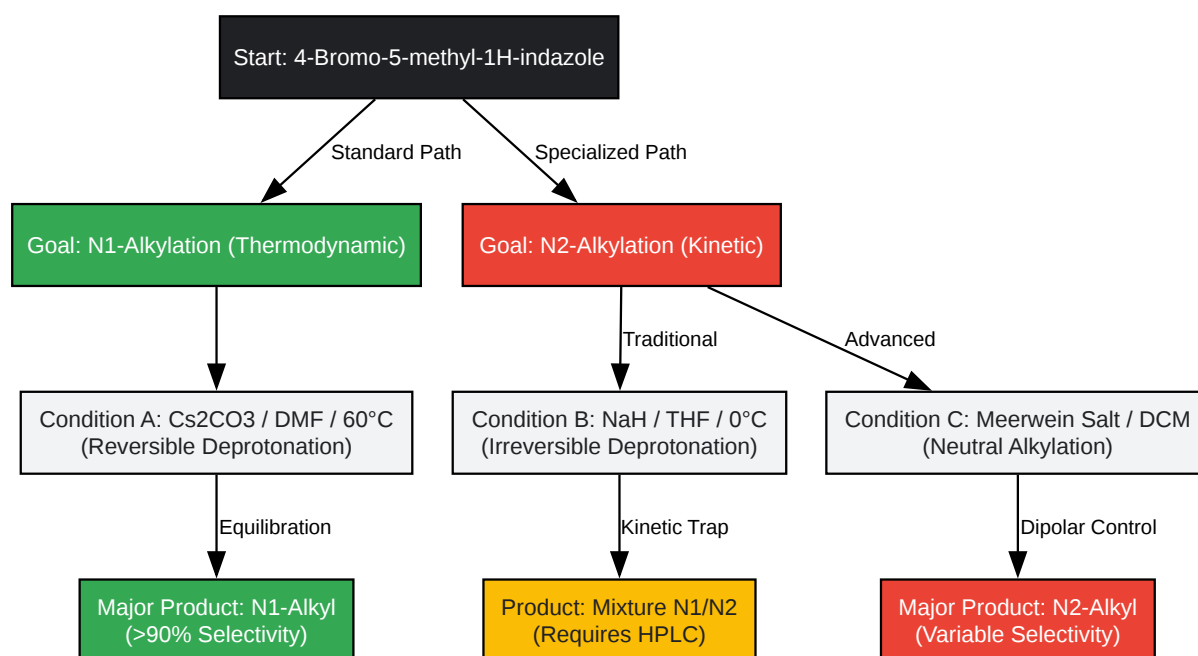 Start: 4-Bromo-5-methyl-1H-indazole
Standard Path
Specialized Path
Goal: N1-Alkylation (Thermodynamic)
Goal: N2-Alkylation (Kinetic)
Traditional
Advanced
Condition A: Cs2CO3 / DMF / 60°C
(Reversible Deprotonation)
Condition B: NaH / THF / 0°C
(Irreversible Deprotonation)
Condition C: Meerwein Salt / DCM
(Neutral Alkylation)
Equilibration
Kinetic Trap
Dipolar Control
Major Product: N1-Alkyl
(>90% Selectivity)
Product: Mixture N1/N2
(Requires HPLC)
Major Product: N2-Alkyl
(Variable Selectivity)